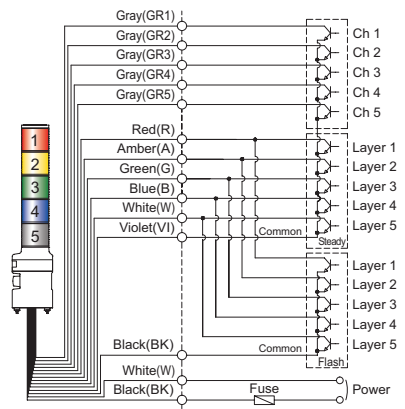 Gray(GR1)
Gray(GR2)
Gray(GR3)
Gray(GR4)
Gray(GR5)
Ch 1
Ch 2
Ch 3
Ch 4
Ch 5
1
2
3
4
5
Red(R)
Amber(A)
Green(G)
Blue(B)
White(W)
Violet(VI)
Common
Steady
Layer 1
Layer 2
Layer 3
Layer 4
Layer 5
Layer 1
Layer 2
Layer 3
Layer 4
Layer 5
Black(BK)
Common
Flash
White(W)
Black(BK)
Fuse
Power